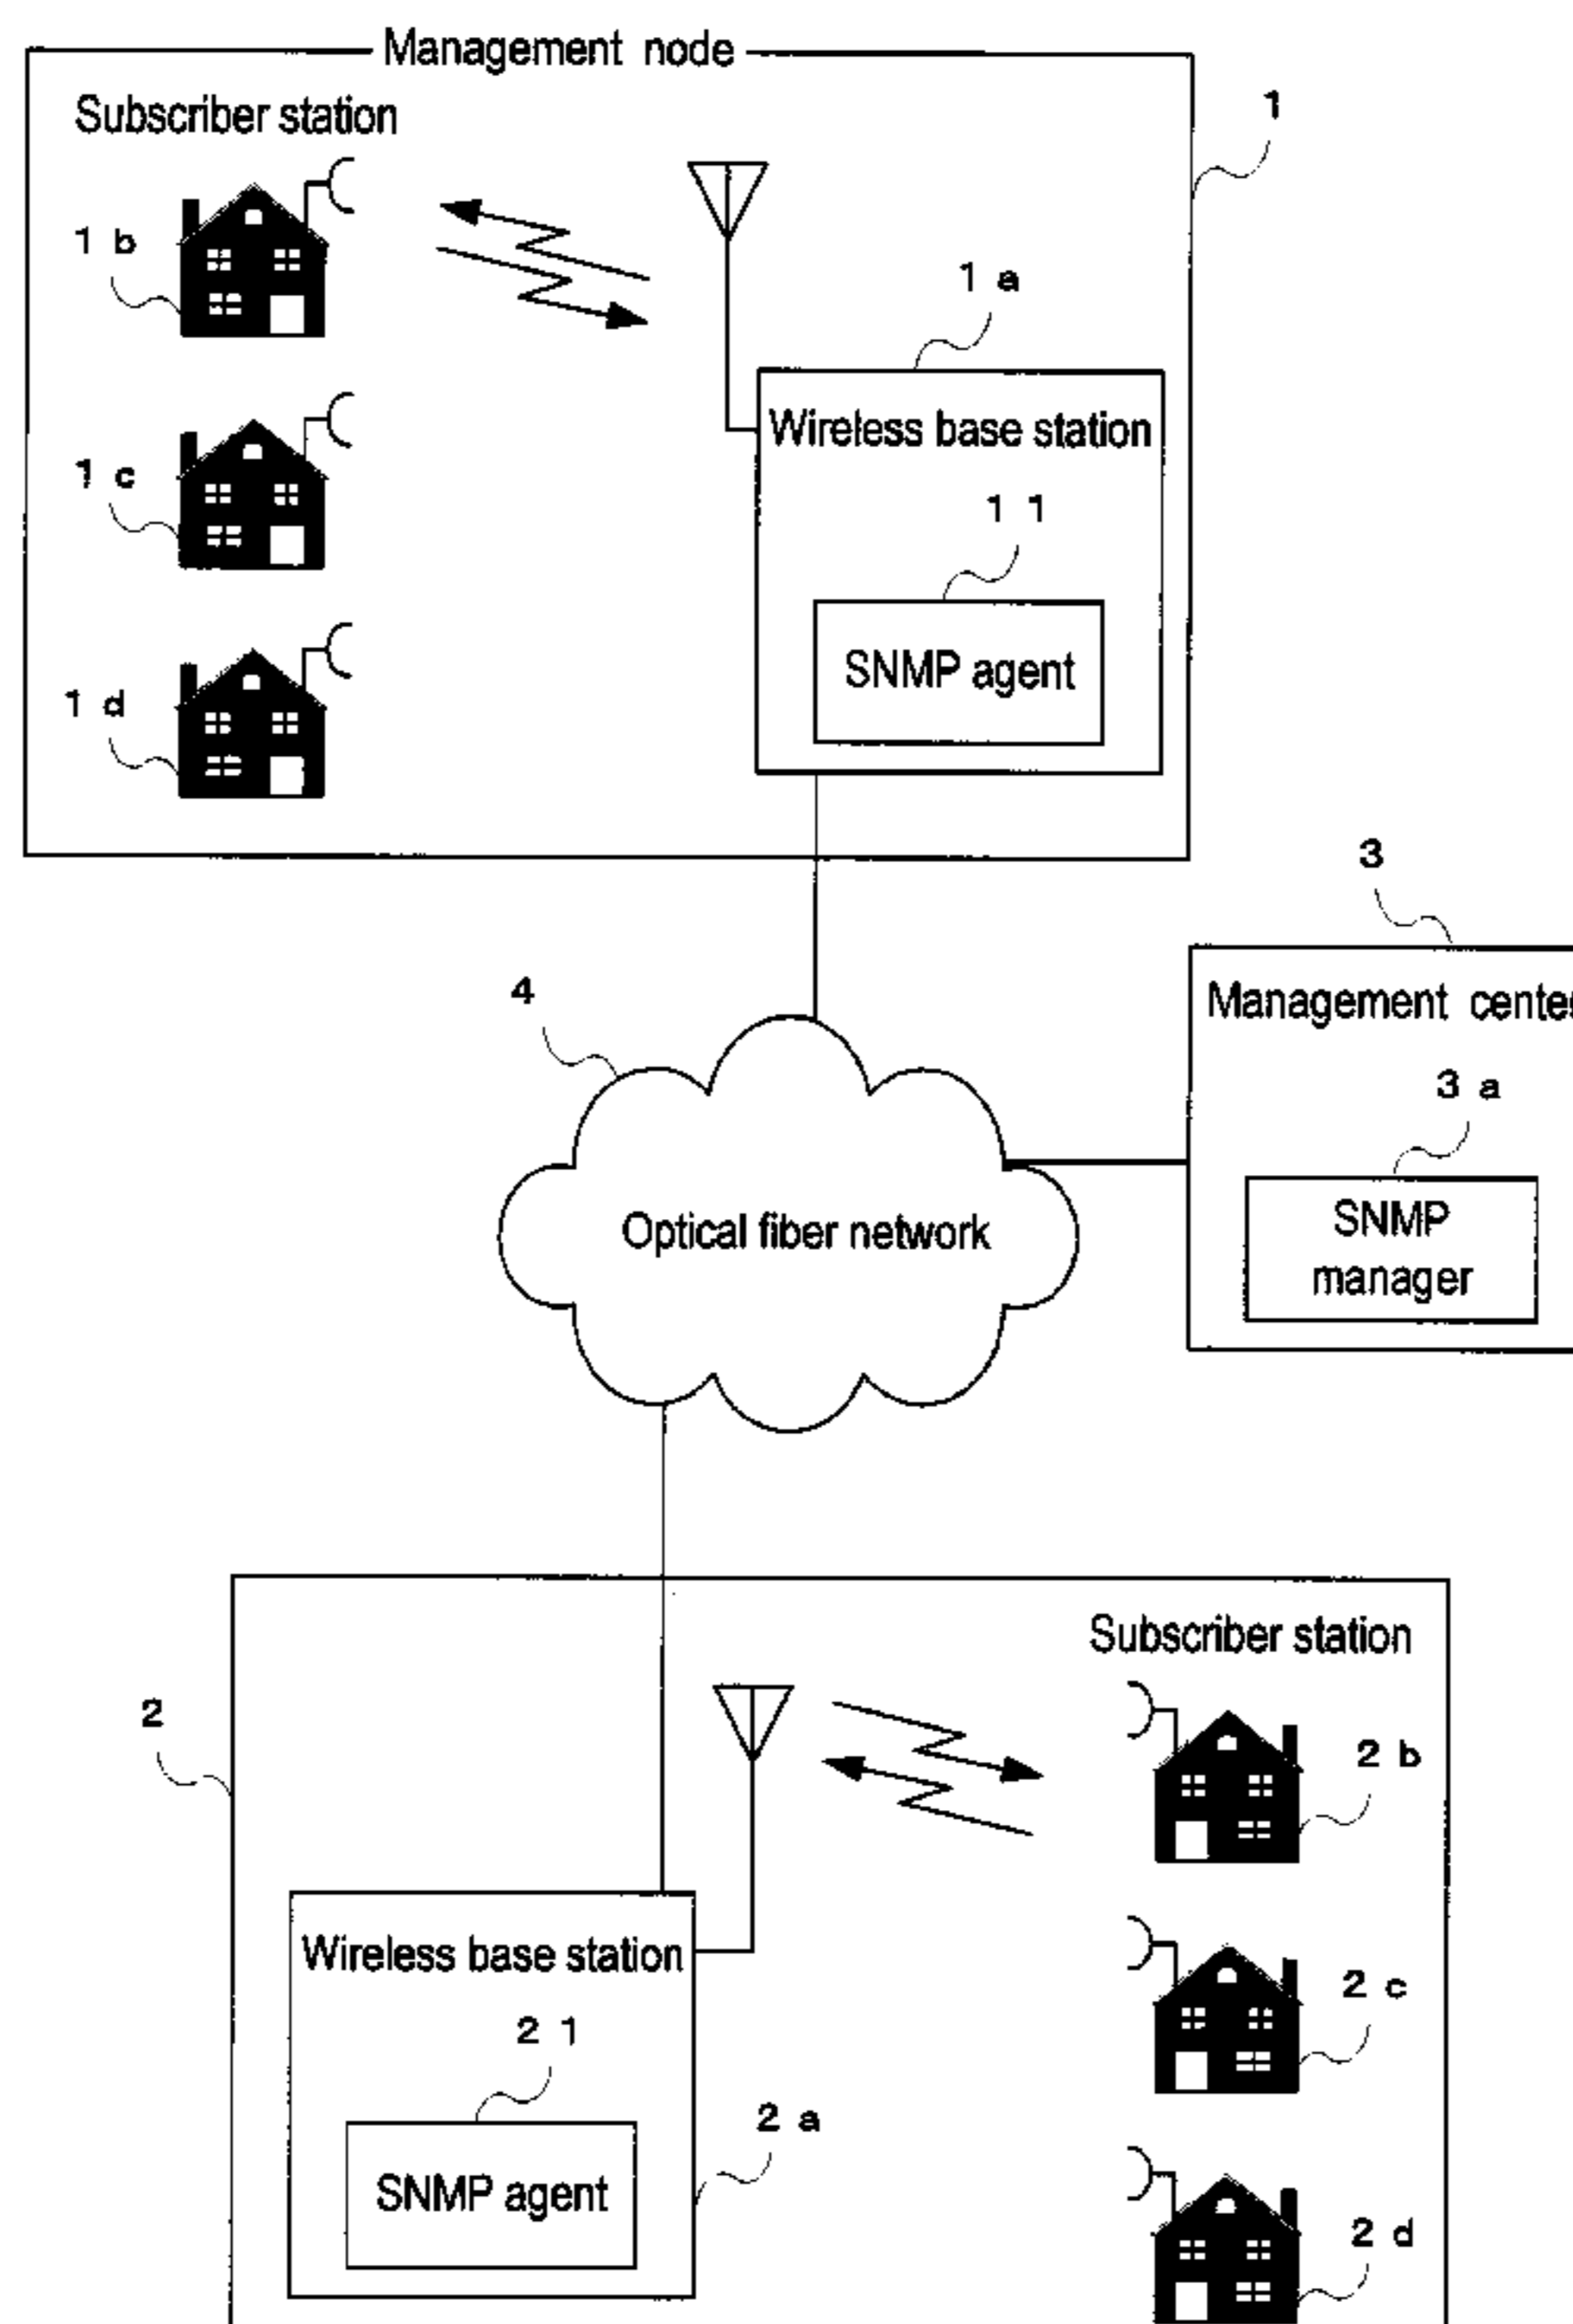 Management node
Subscriber station
1
1 b
1 a
Wireless base station
1 c
1 1
SNMP agent
1 d
3
4
Management center
3 a
Optical fiber network
SNMP
manager
Subscriber station
2
2 b
Wireless base station
2 c
2 1
2 a
SNMP agent
2 d